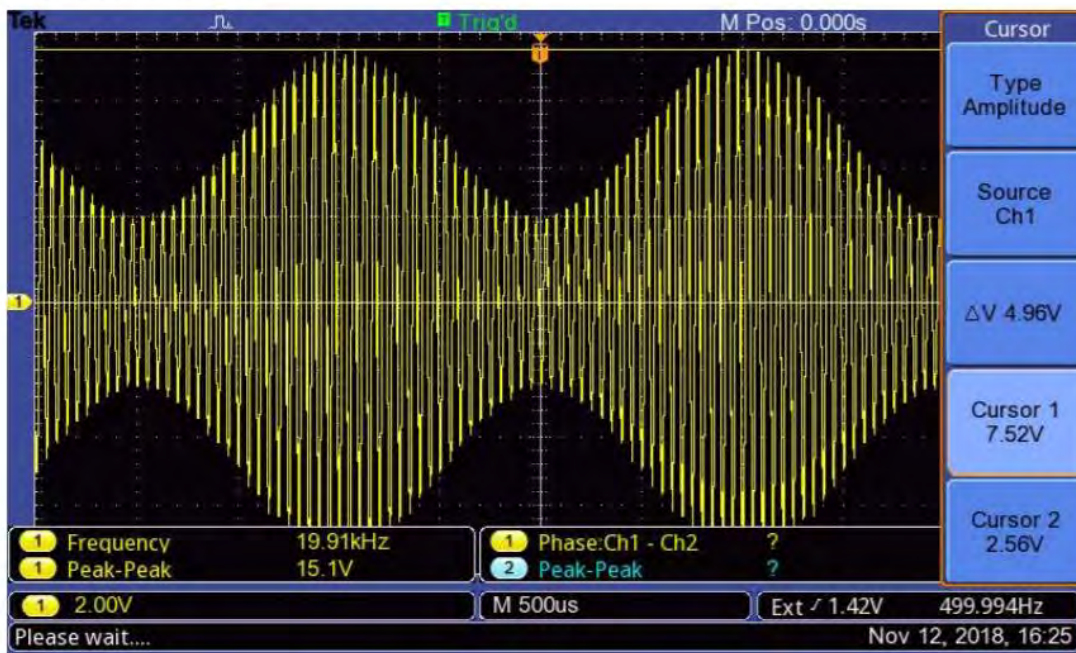 Tek Trig'd M Pos: 0.000s
Cursor
Type
Amplitude
Source
Ch1
△V 4.96V
Cursor 1
7.52V
Cursor 2
2.56V
1
1 Frequency 19.91kHz
1 Peak-Peak 15.1V
1 Phase:Ch1 - Ch2 ?
2 Peak-Peak ?
1 2.00V M 500us Ext / 1.42V 499.994Hz
Please wait.... Nov 12, 2018, 16:25